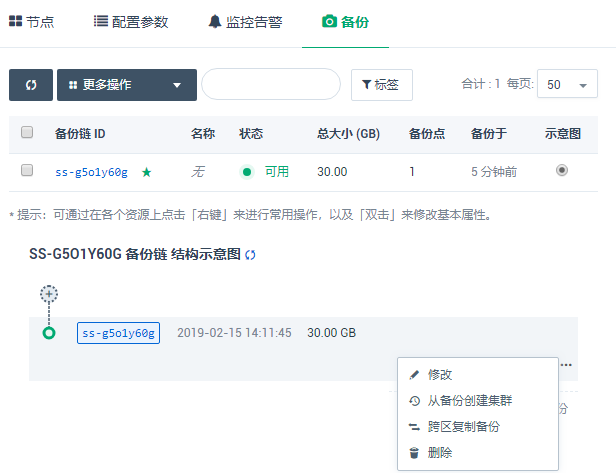 节点 配置参数 监控告警 备份
更多操作 标签 合计 : 1 每页: 50
备份链 ID 名称 状态 总大小 (GB) 备份点 备份于 示意图
ss-g5o1y60g 无 可用 30.00 1 5 分钟前
* 提示：可通过在各个资源上点击「右键」来进行常用操作，以及「双击」来修改基本属性。
SS-G5O1Y60G 备份链 结构示意图
ss-g5o1y60g 2019-02-15 14:11:45 30.00 GB
修改
从备份创建集群
份
跨区复制备份
删除